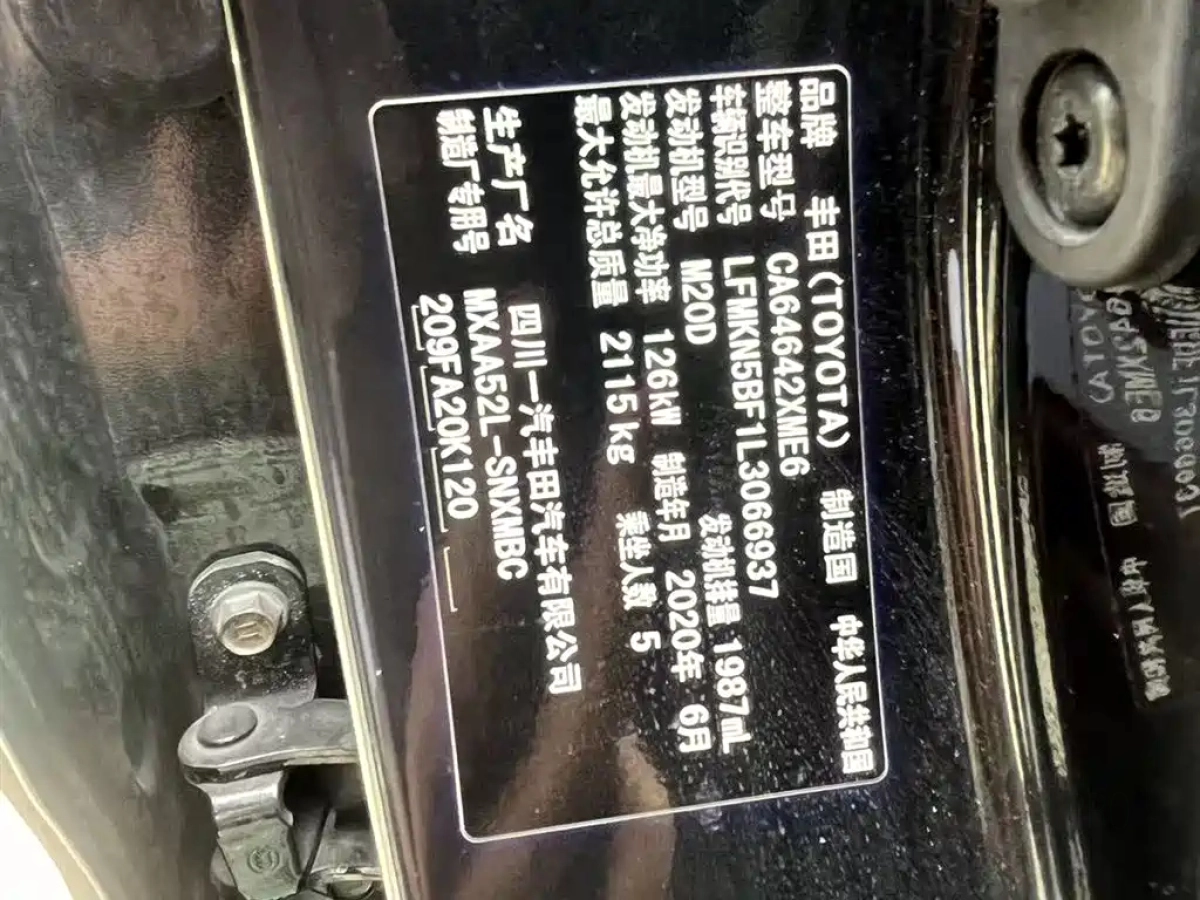 品牌 丰田(TOYOTA) 制造国 中华人民共和国
整车型号 CA64642XME6
车辆识别代号 LFMKN5BF1L3066937
发动机型号 M20D 发动机排量 1987mL
发动机最大净功率 126kW 制造年月 2020年 6月
最大允许总质量 2115kg 乘坐人数 5
生产厂名 四川一汽丰田汽车有限公司
制造厂专用号 MXAA52L-SNXMBC
209FA20K120